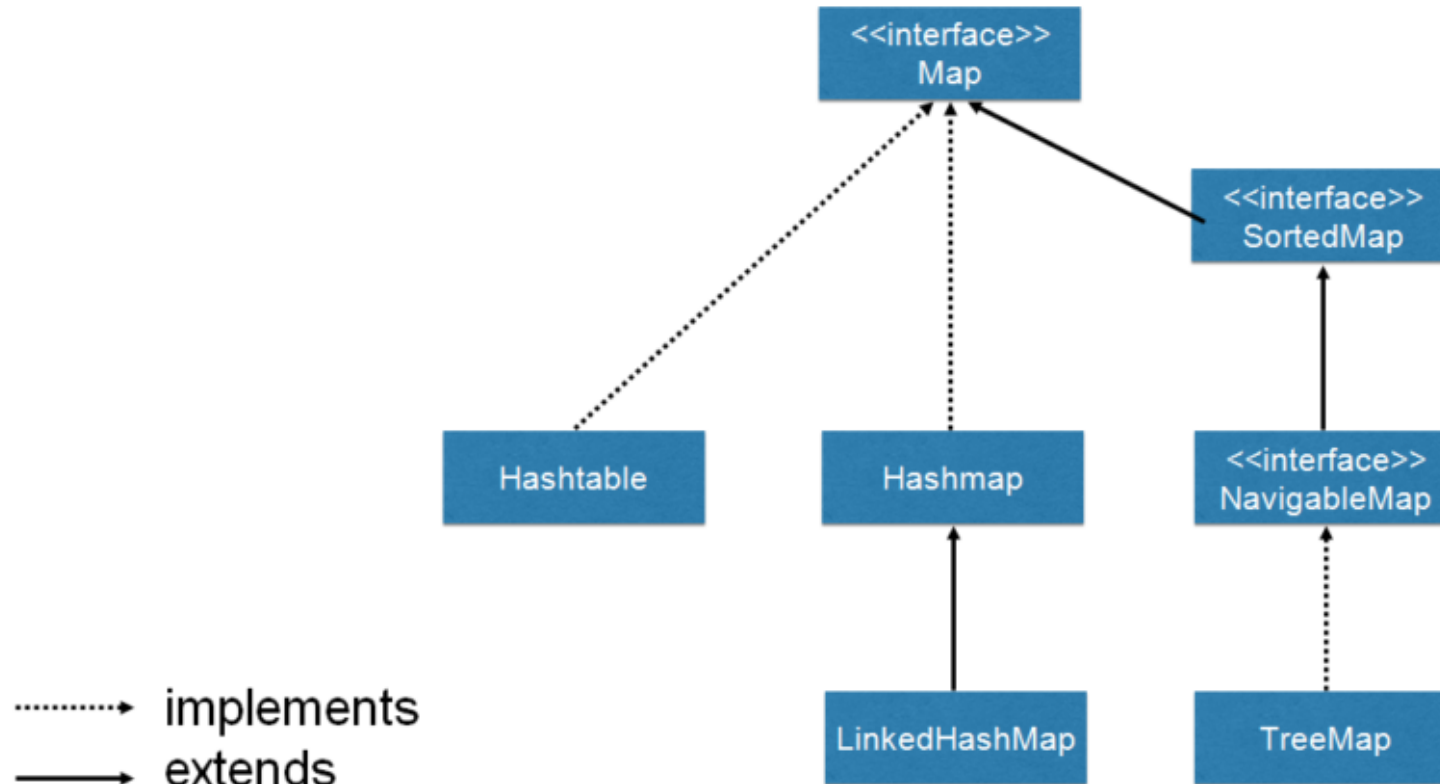 <<interface>>
Map
<<interface>>
SortedMap
Hashtable
Hashmap
<<interface>>
NavigableMap
LinkedHashMap
TreeMap
implements
extends